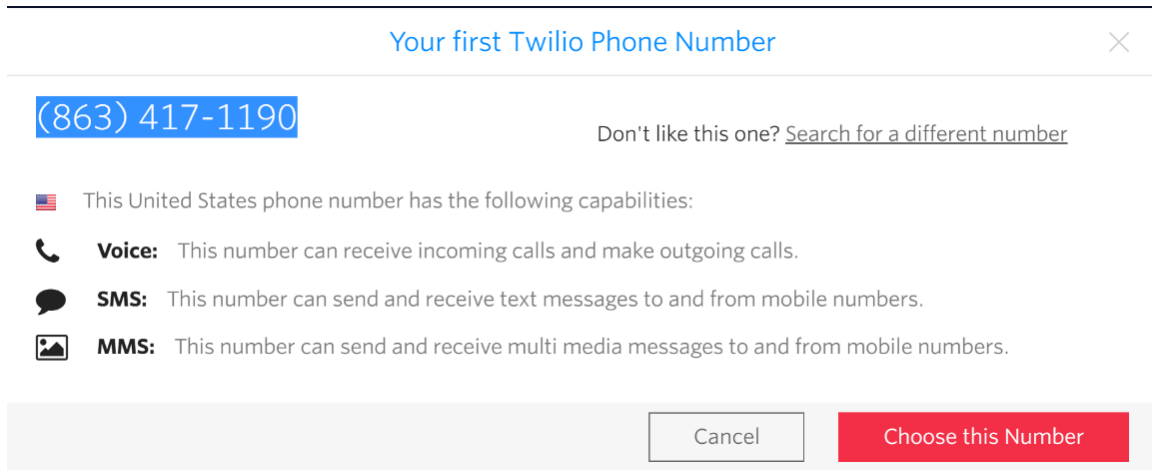 Your first Twilio Phone Number
(863) 417-1190
Don't like this one? Search for a different number
This United States phone number has the following capabilities:
Voice: This number can receive incoming calls and make outgoing calls.
SMS: This number can send and receive text messages to and from mobile numbers.
MMS: This number can send and receive multi media messages to and from mobile numbers.
Cancel
Choose this Number